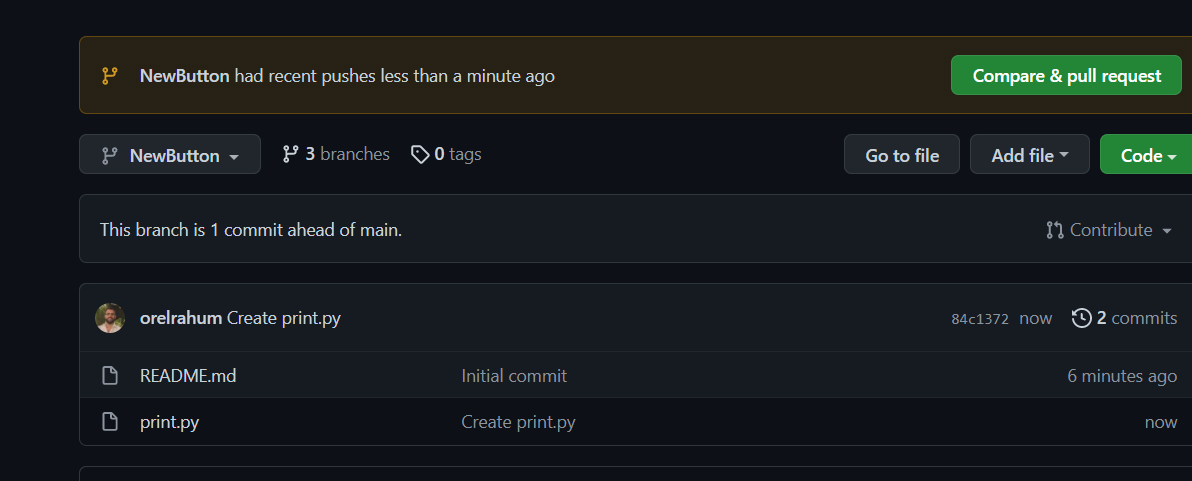 NewButton had recent pushes less than a minute ago
Compare & pull request
NewButton
3 branches
0 tags
Go to file
Add file
Code
This branch is 1 commit ahead of main.
Contribute
orelrahum Create print.py
84c1372 now
2 commits
README.md
Initial commit
6 minutes ago
print.py
Create print.py
now